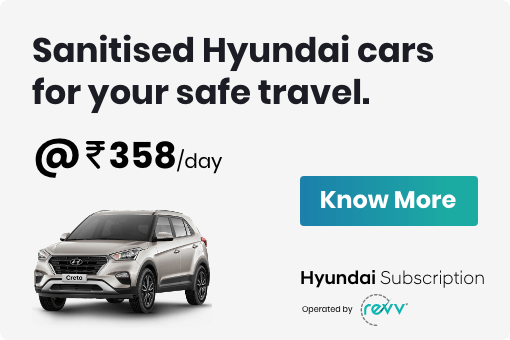 Sanitised Hyundai cars
for your safe travel.
@ ₹358/day
Know More
Creta
Hyundai Subscription
Operated by revv